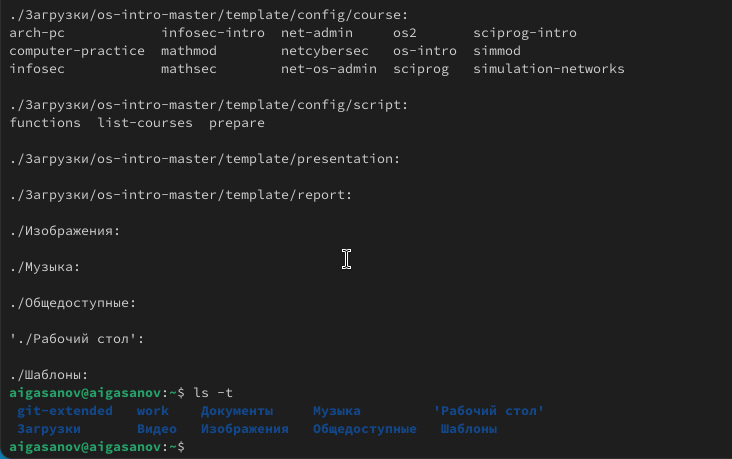 ./Загрузки/os-intro-master/template/config/course:
arch-pc            infosec-intro  net-admin     os2      sciprog-intro
computer-practice  mathmod        netcybersec   os-intro  simmod
infosec            mathsec        net-os-admin  sciprog   simulation-networks
./Загрузки/os-intro-master/template/config/script:
functions  list-courses  prepare
./Загрузки/os-intro-master/template/presentation:
./Загрузки/os-intro-master/template/report:
./Изображения:
./Музыка:
./Общедоступные:
'./Рабочий стол':
./Шаблоны:
aigasanov@aigasanov:~$ ls -t
git-extended   work    Документы     Музыка         'Рабочий стол'
Загрузки       Видео   Изображения   Общедоступные   Шаблоны
aigasanov@aigasanov:~$